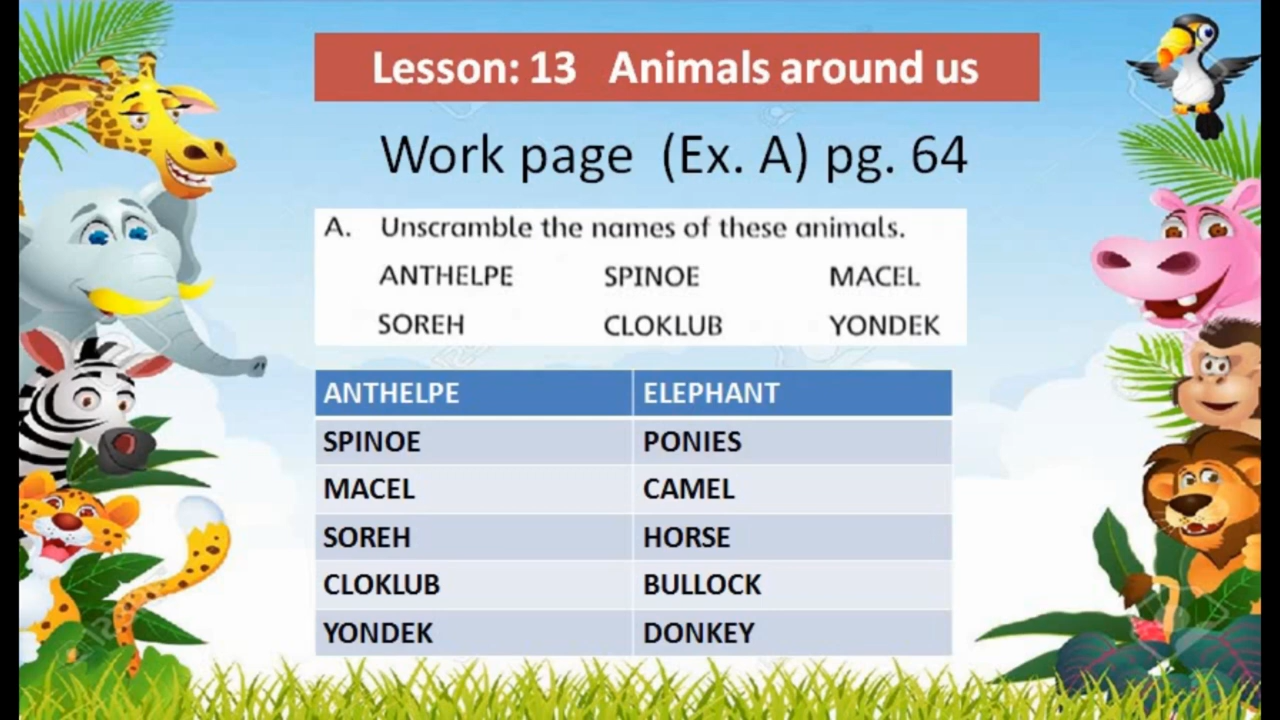 Lesson: 13 Animals around us
Work page (Ex. A) pg. 64
A. Unscramble the names of these animals.
ANTHELPE SPINOE MACEL
SOREH CLOKLUB YONDEK
ANTHELPE ELEPHANT
SPINOE PONIES
MACEL CAMEL
SOREH HORSE
CLOKLUB BULLOCK
YONDEK DONKEY